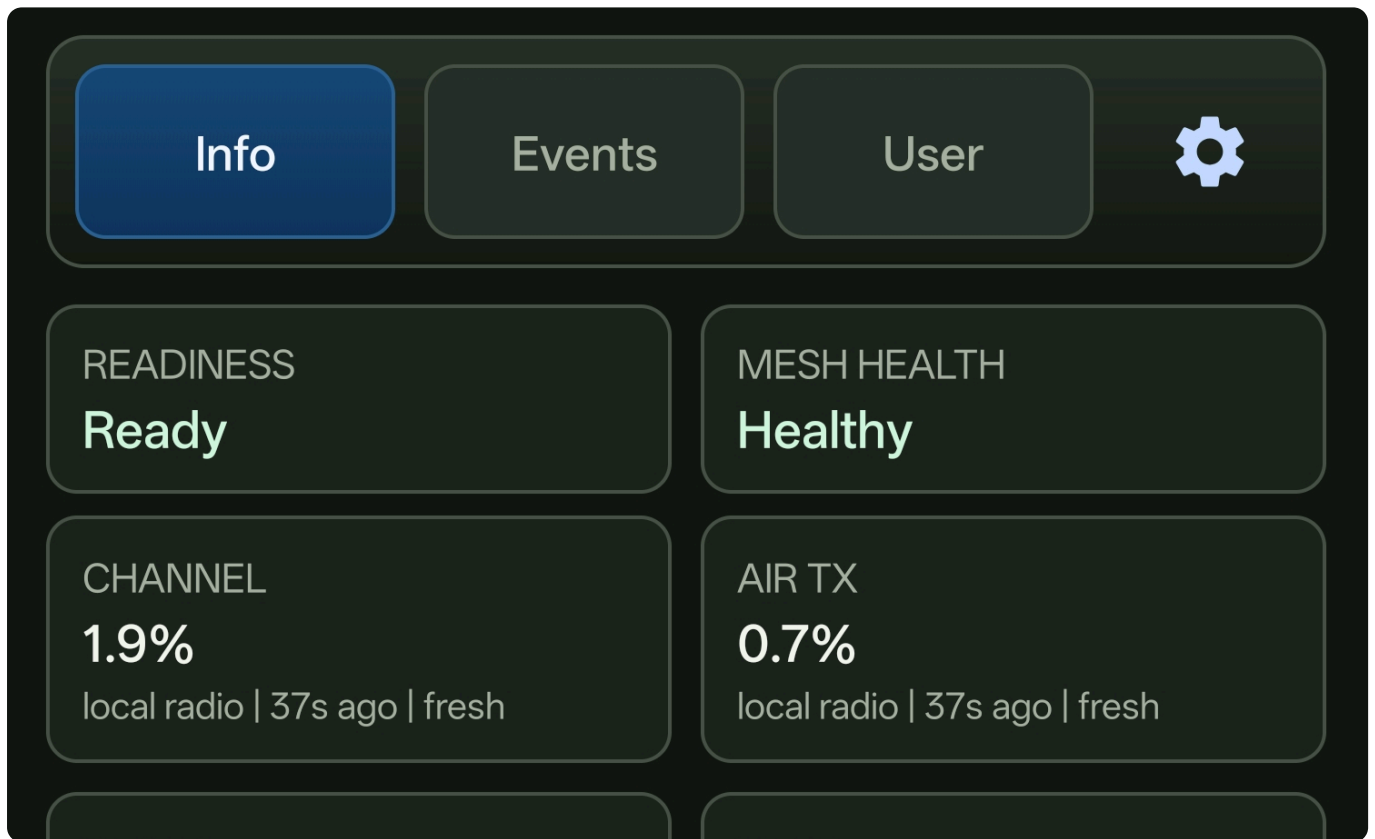 Info
Events
User
READINESS
Ready
MESH HEALTH
Healthy
CHANNEL
1.9%
local radio | 37s ago | fresh
AIR TX
0.7%
local radio | 37s ago | fresh